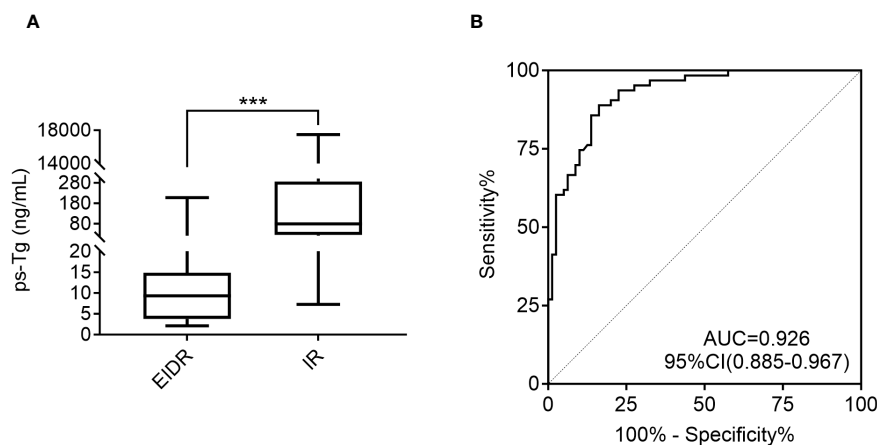 A
***
ps-Tg (ng/mL)
18000
14000
280
180
80
20
15
10
5
0
EIDR
IR
B
Sensitivity%
100
75
50
25
0
AUC=0.926
95%CI(0.885-0.967)
0
25
50
75
100
100% - Specificity%